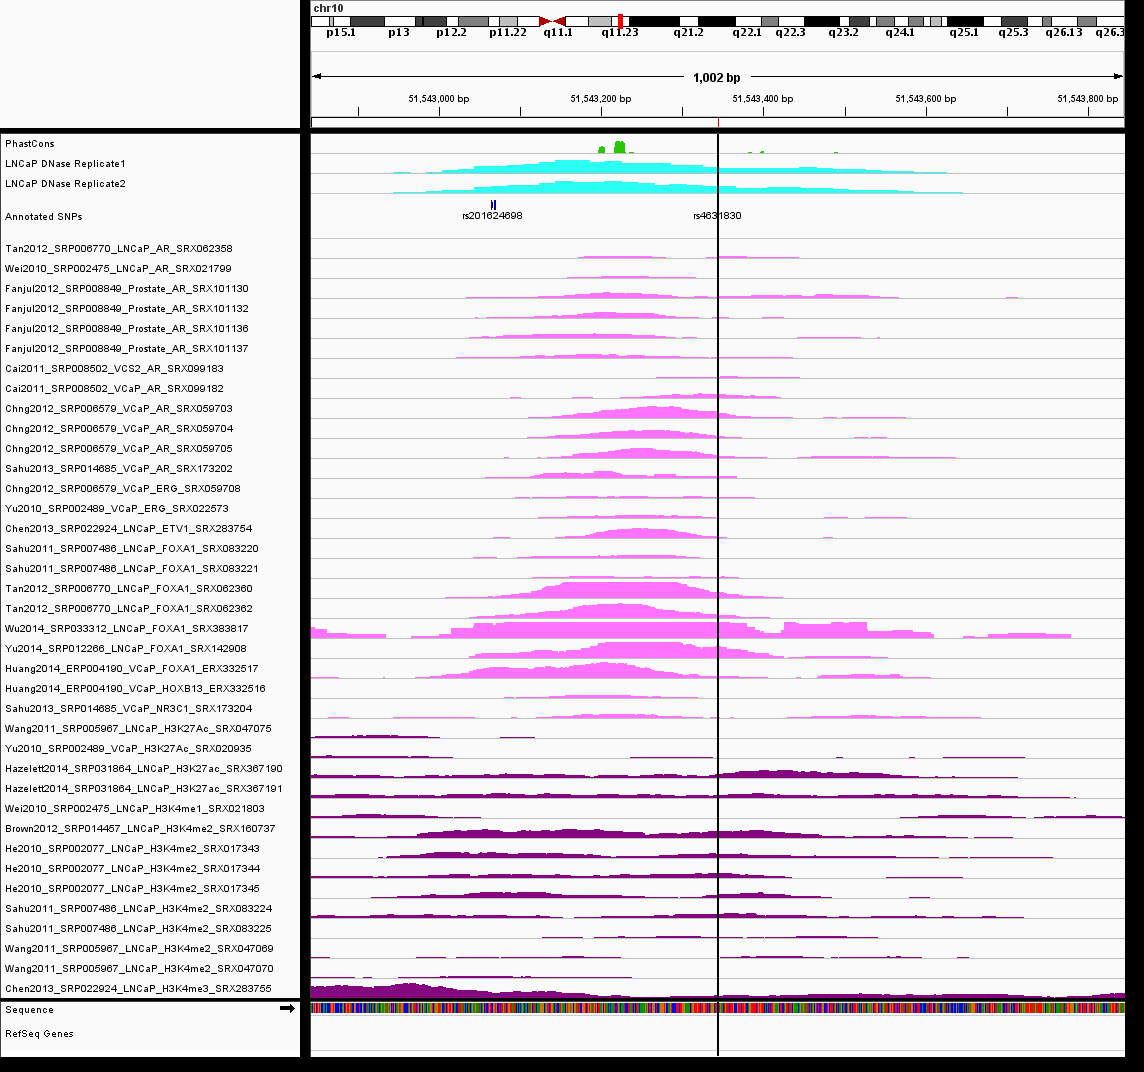 chr10
p15.1 p13 p12.2 p11.22 q11.1 q11.23 q21.2 q22.1 q22.3 q23.2 q24.1 q25.1 q25.3 q26.13 q26.3
1,002 bp
51,543,000 bp 51,543,200 bp 51,543,400 bp 51,543,600 bp 51,543,800 bp
PhastCons
LNCaP DNase Replicate1
LNCaP DNase Replicate2
Annotated SNPs rs201624698 rs4631830
Tan2012_SRP006770_LNCaP_AR_SRX062358
Wei2010_SRP002475_LNCaP_AR_SRX021799
Fanjul2012_SRP008849_Prostate_AR_SRX101130
Fanjul2012_SRP008849_Prostate_AR_SRX101132
Fanjul2012_SRP008849_Prostate_AR_SRX101136
Fanjul2012_SRP008849_Prostate_AR_SRX101137
Cai2011_SRP008502_VCS2_AR_SRX099183
Cai2011_SRP008502_VCaP_AR_SRX099182
Chng2012_SRP006579_VCaP_AR_SRX059703
Chng2012_SRP006579_VCaP_AR_SRX059704
Chng2012_SRP006579_VCaP_AR_SRX059705
Sahu2013_SRP014685_VCaP_AR_SRX173202
Chng2012_SRP006579_VCaP_ERG_SRX059708
Yu2010_SRP002489_VCaP_ERG_SRX022573
Chen2013_SRP022924_LNCaP_ETV1_SRX283754
Sahu2011_SRP007486_LNCaP_FOXA1_SRX083220
Sahu2011_SRP007486_LNCaP_FOXA1_SRX083221
Tan2012_SRP006770_LNCaP_FOXA1_SRX062360
Tan2012_SRP006770_LNCaP_FOXA1_SRX062362
Wu2014_SRP033312_LNCaP_FOXA1_SRX383817
Yu2014_SRP012266_LNCaP_FOXA1_SRX142908
Huang2014_ERP004190_VCaP_FOXA1_ERX332517
Huang2014_ERP004190_VCaP_HOXB13_ERX332516
Sahu2013_SRP014685_VCaP_NR3C1_SRX173204
Wang2011_SRP005967_LNCaP_H3K27Ac_SRX047075
Yu2010_SRP002489_VCaP_H3K27Ac_SRX020935
Hazelett2014_SRP031864_LNCaP_H3K27ac_SRX367190
Hazelett2014_SRP031864_LNCaP_H3K27ac_SRX367191
Wei2010_SRP002475_LNCaP_H3K4me1_SRX021803
Brown2012_SRP014457_LNCaP_H3K4me2_SRX160737
He2010_SRP002077_LNCaP_H3K4me2_SRX017343
He2010_SRP002077_LNCaP_H3K4me2_SRX017344
He2010_SRP002077_LNCaP_H3K4me2_SRX017345
Sahu2011_SRP007486_LNCaP_H3K4me2_SRX083224
Sahu2011_SRP007486_LNCaP_H3K4me2_SRX083225
Wang2011_SRP005967_LNCaP_H3K4me2_SRX047069
Wang2011_SRP005967_LNCaP_H3K4me2_SRX047070
Chen2013_SRP022924_LNCaP_H3K4me3_SRX283755
Sequence
RefSeq Genes